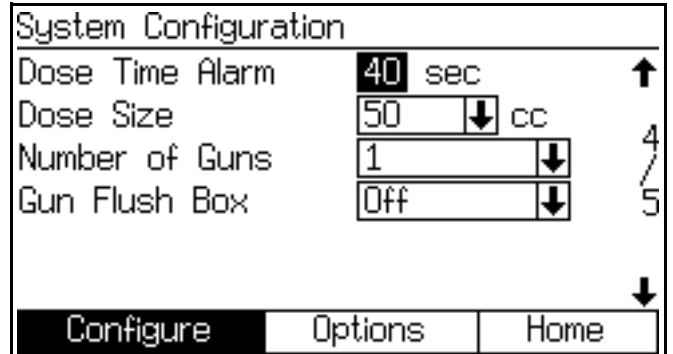 System Configuration
Dose Time Alarm 40 sec
Dose Size 50 cc
Number of Guns 1
Gun Flush Box Off
4/5
Configure Options Home